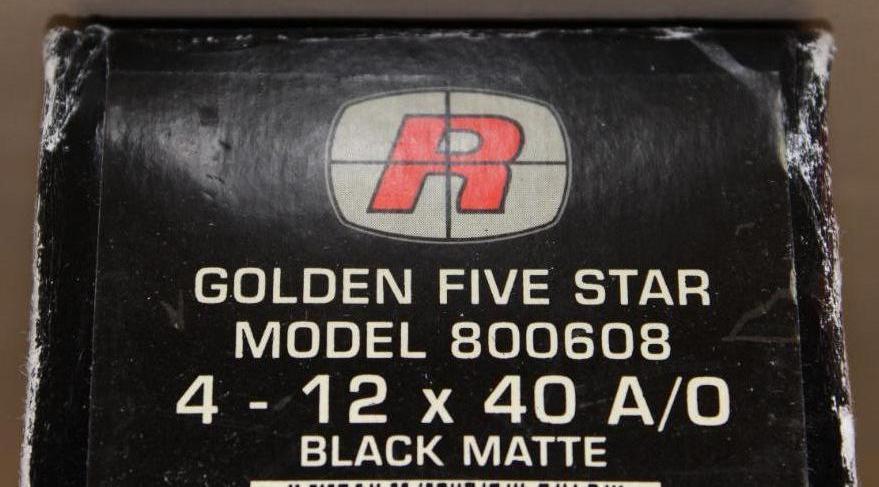 R
GOLDEN FIVE STAR
MODEL 800608
4 - 12 x 40 A/O
BLACK MATTE